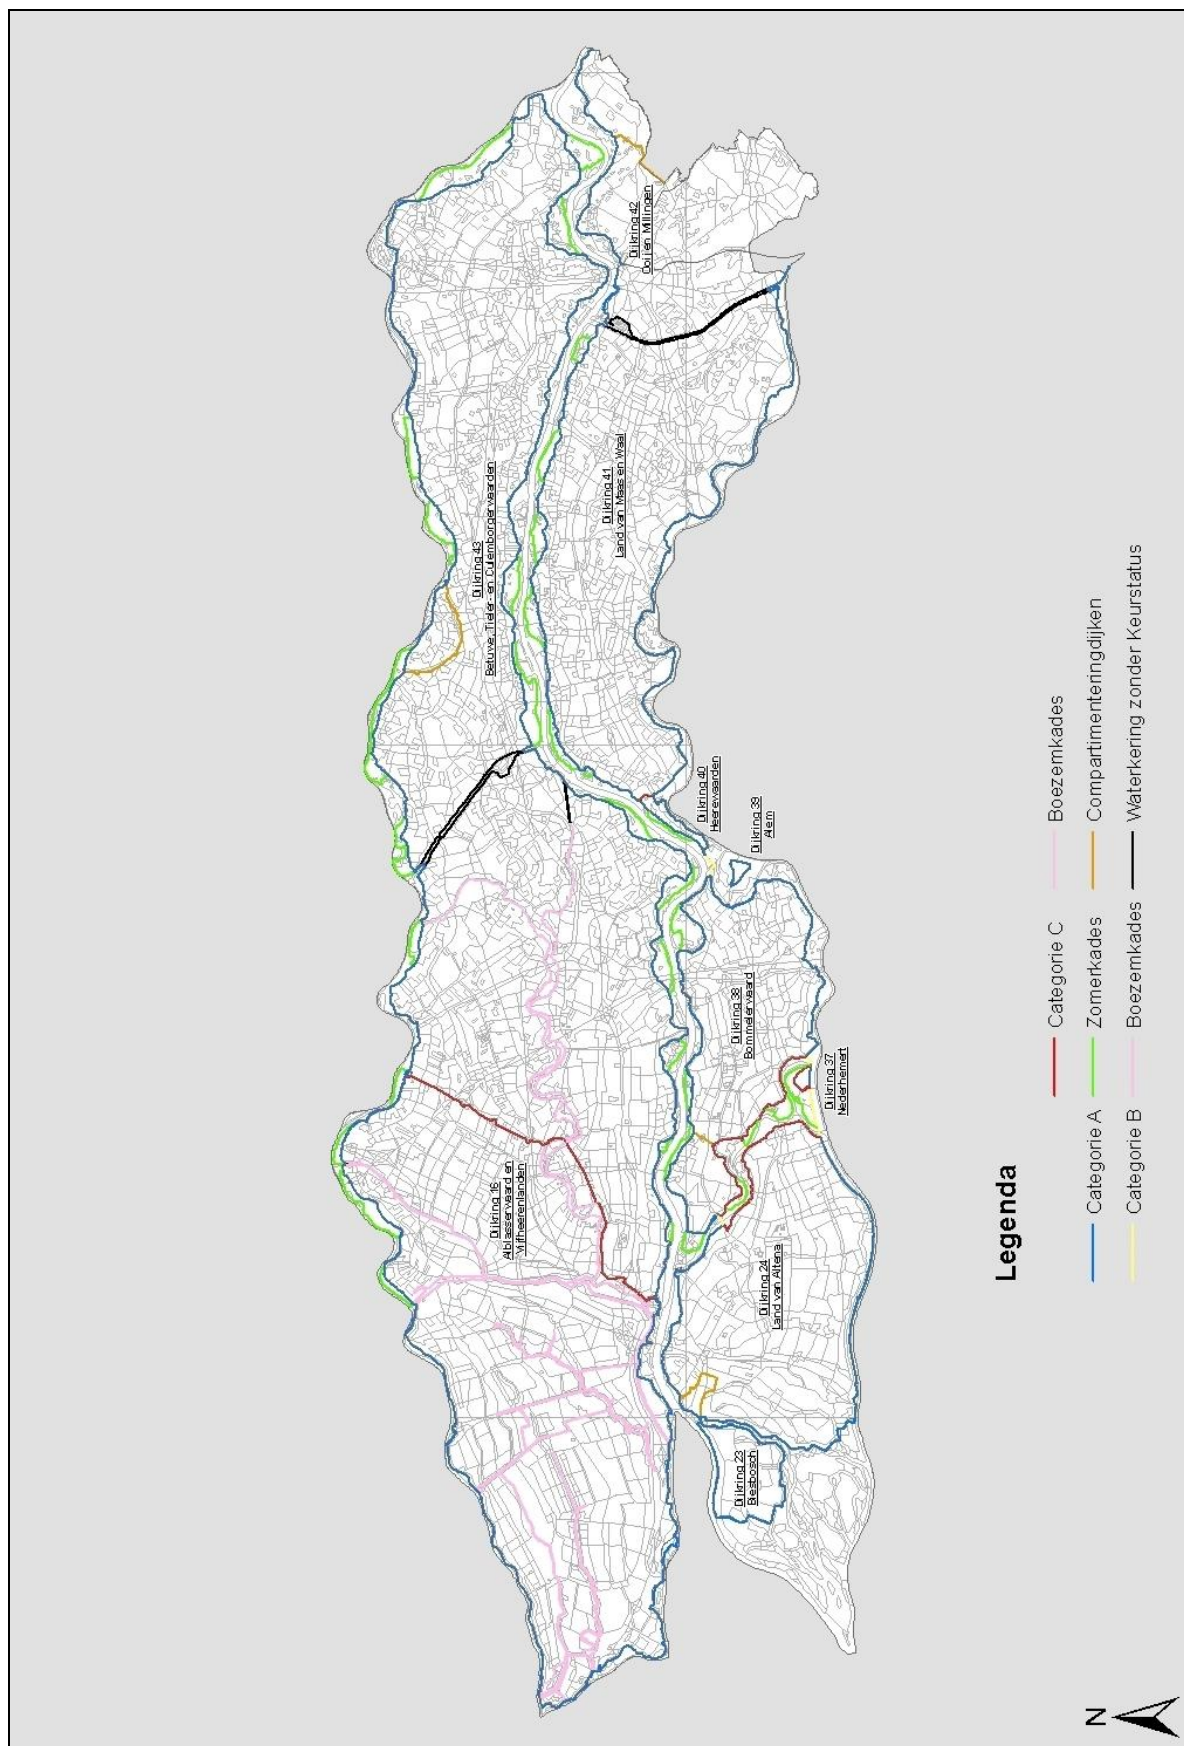 Dijkring 43
Betuwe, Tieler- en Culemborgerwaarden
Dijkring 42
Ooij en Millingen
Dijkring 41
Land van Maas en Waal
Dijkring 40
Heerewaarden
Dijkring 39
Alem
Dijkring 16
Alblasserwaard en
Vijfheerenlanden
Dijkring 38
Bommelerwaard
Dijkring 37
Nederhemert
Dijkring 24
Land van Altena
Dijkring 23
Biesbosch
Legenda
Categorie A
Categorie B
Categorie C
Zomerkades
Boezemkades
Boezemkades
Compartimenteringdijken
Waterkering zonder Keurstatus
N